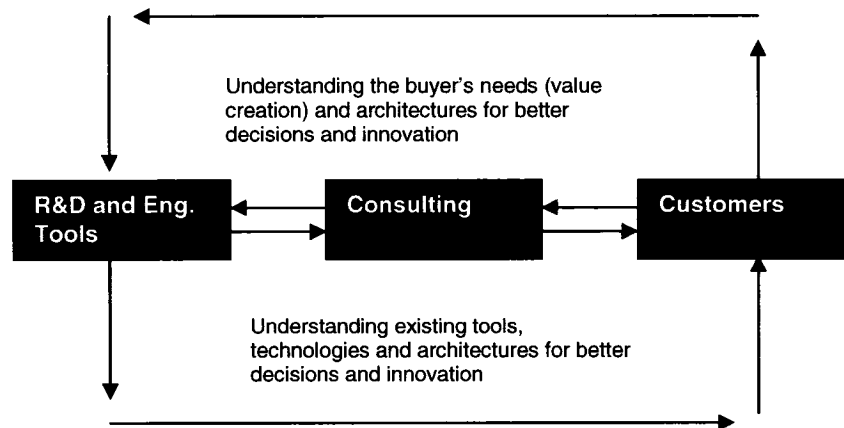 Understanding the buyer's needs (value
creation) and architectures for better
decisions and innovation
R&D and Eng.
Tools
Consulting
Customers
Understanding existing tools,
technologies and architectures for better
decisions and innovation